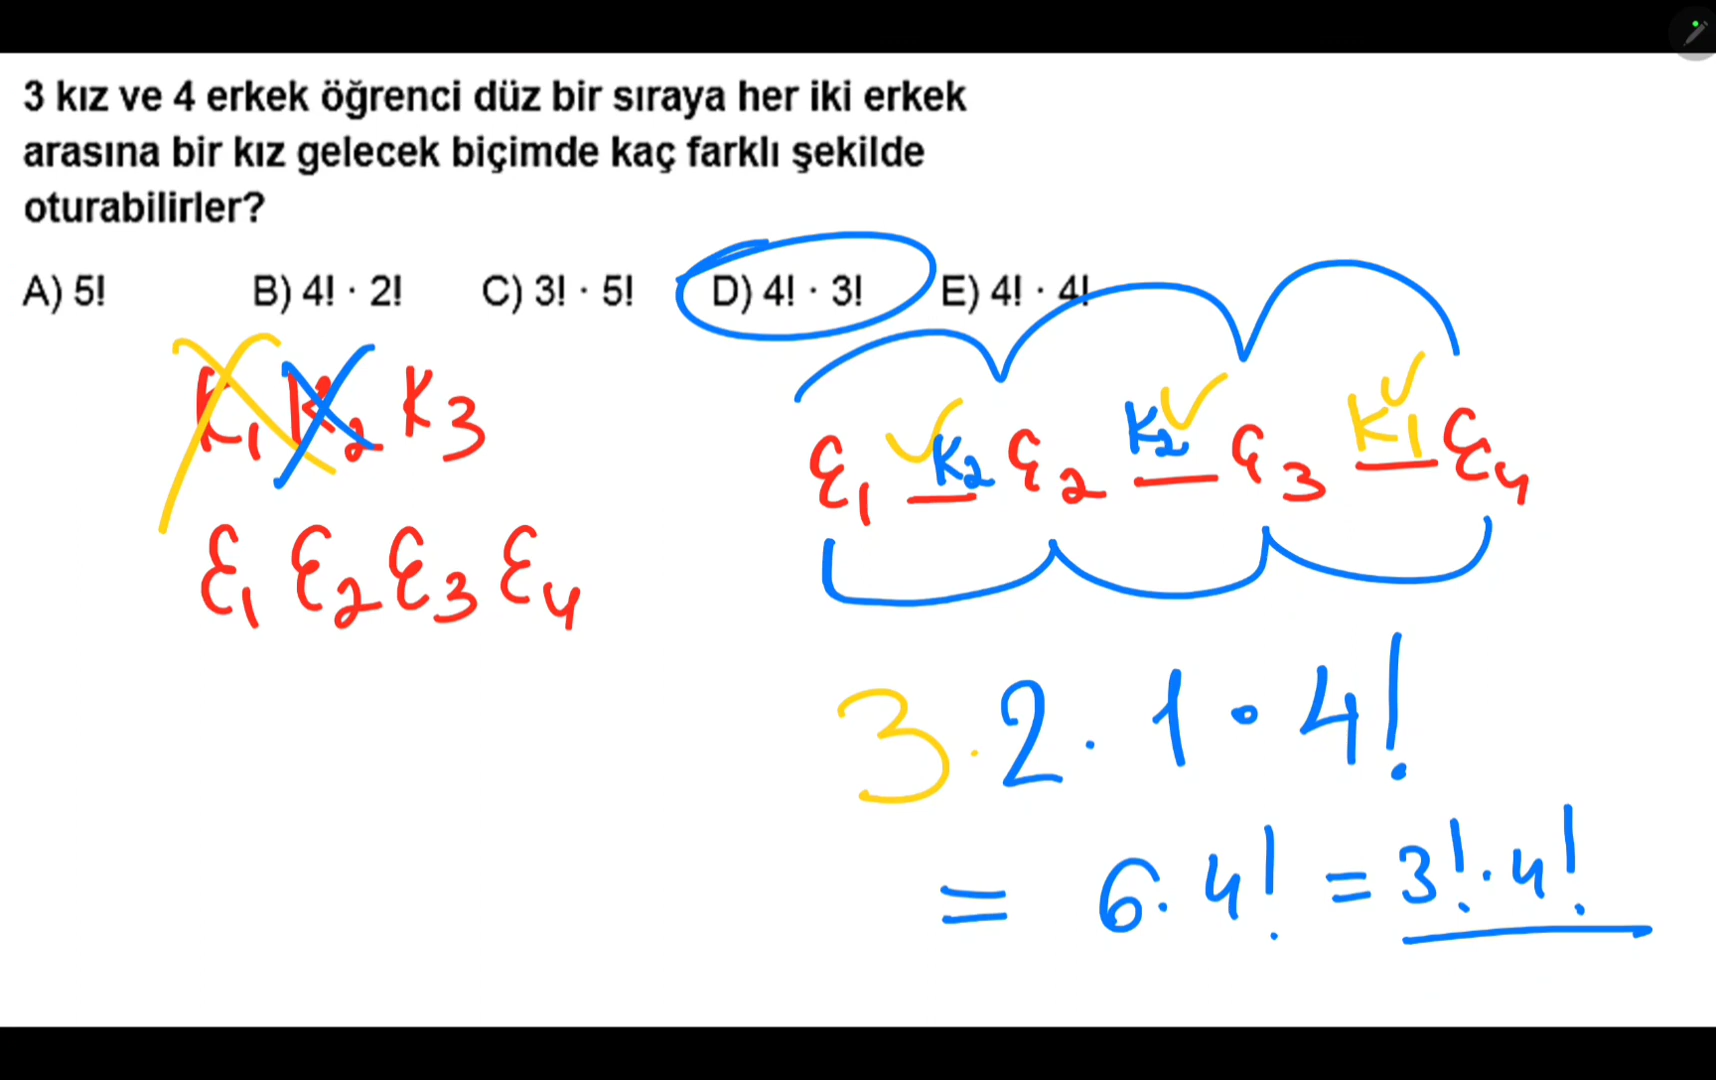 3 kız ve 4 erkek öğrenci düz bir sıraya her iki erkek
arasına bir kız gelecek biçimde kaç farklı şekilde
oturabilirler?
A) 5! B) 4! · 2! C) 3! · 5! D) 4! · 3! E) 4! · 4!
K1 K2 K3
E1 K2 E2 K2 E3 K1 E4
E1 E2 E3 E4
3 · 2 · 1 · 4!
= 6 · 4! = 3! · 4!